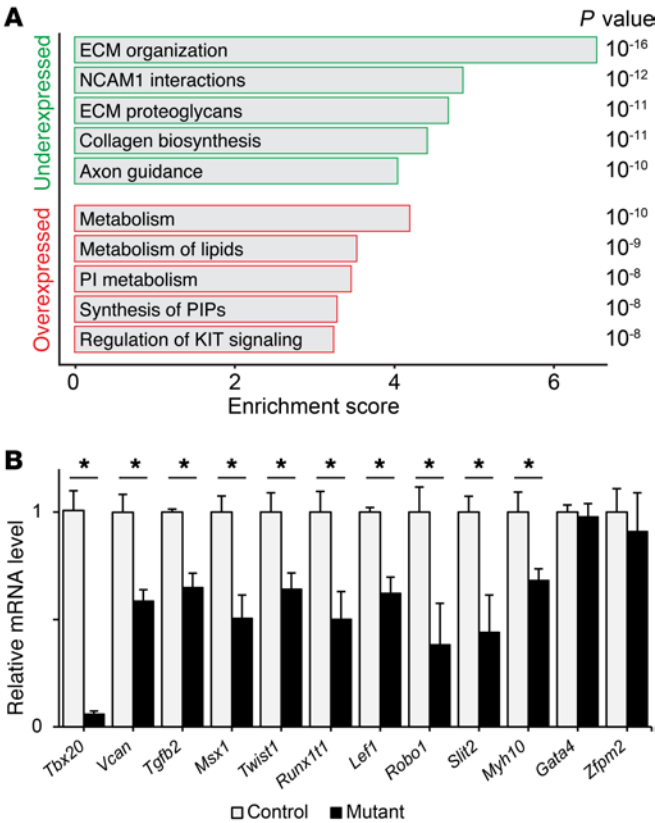 A
P value
Underexpressed
ECM organization 10-16
NCAM1 interactions 10-12
ECM proteoglycans 10-11
Collagen biosynthesis 10-11
Axon guidance 10-10
Overexpressed
Metabolism 10-10
Metabolism of lipids 10-9
PI metabolism 10-8
Synthesis of PIPs 10-8
Regulation of KIT signaling 10-8
0 2 4 6
Enrichment score
B
* * * * * * * * * *
Relative mRNA level
1
0
Tbx20 Vcan Tgfb2 Msx1 Twist1 Runx1t1 Lef1 Robo1 Slit2 Myh10 Gata4 Zfpm2
Control Mutant